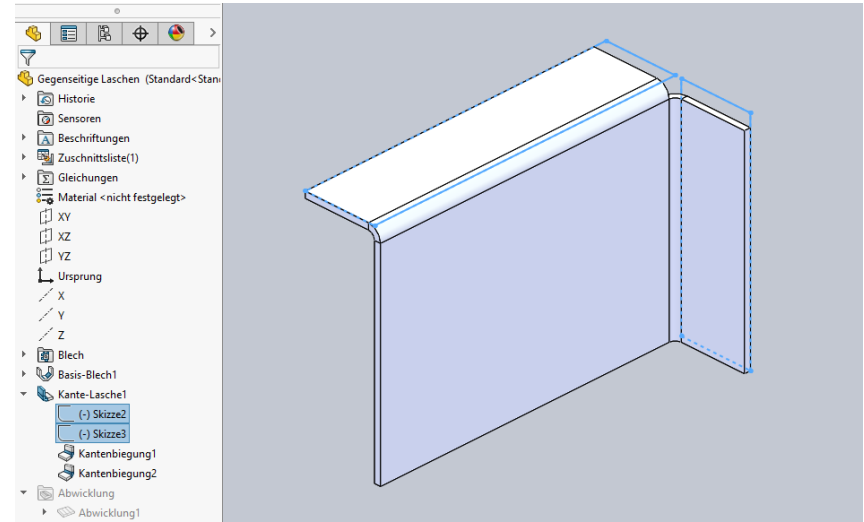 Gegenseitige Laschen (Standard<Stan
Historie
Sensoren
Beschriftungen
Zuschnittsliste(1)
Gleichungen
Material <nicht festgelegt>
XY
XZ
YZ
Ursprung
X
Y
Z
Blech
Basis-Blech1
Kante-Lasche1
(-) Skizze2
(-) Skizze3
Kantenbiegung1
Kantenbiegung2
Abwicklung
Abwicklung1